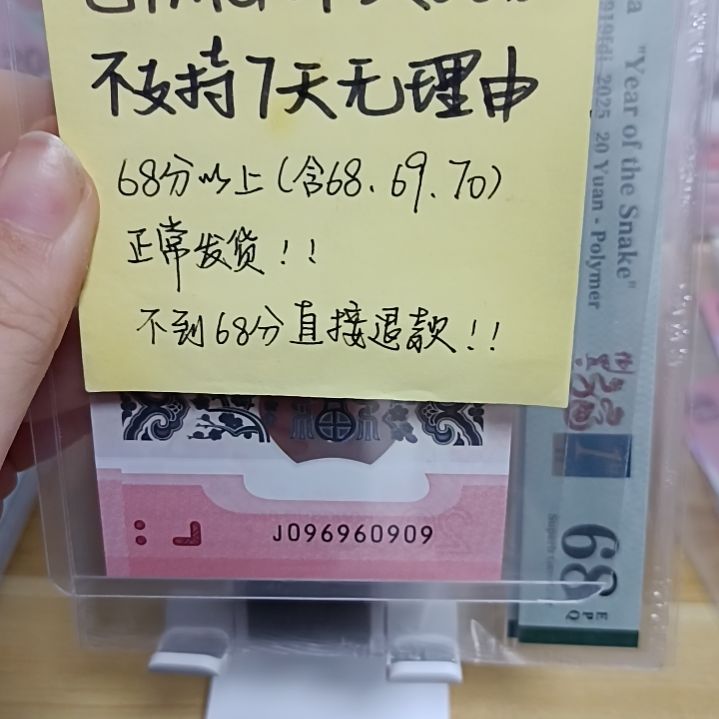 不支持7天无理由
68分以上(含68、69、70)
正常发货!!
不到68分直接退款!!
J096960909
"Year of the Snake"
2025 20 Yuan - Polymer
68
EPQ